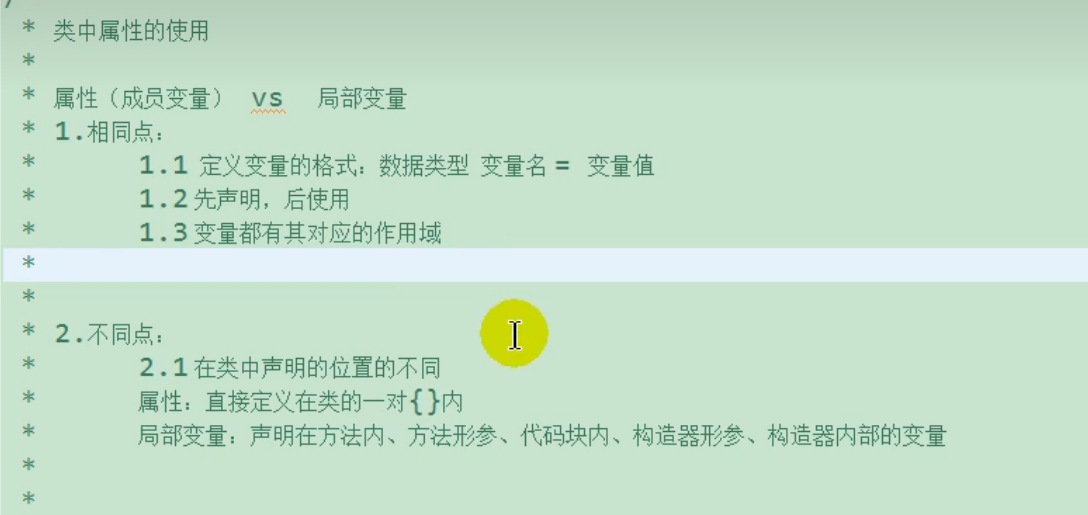 * 类中属性的使用
*
* 属性（成员变量） vs 局部变量
* 1.相同点：
* 1.1 定义变量的格式：数据类型 变量名 = 变量值
* 1.2 先声明，后使用
* 1.3 变量都有其对应的作用域
*
*
* 2.不同点：
* 2.1 在类中声明的位置的不同
* 属性：直接定义在类的一对{}内
* 局部变量：声明在方法内、方法形参、代码块内、构造器形参、构造器内部的变量
*
*